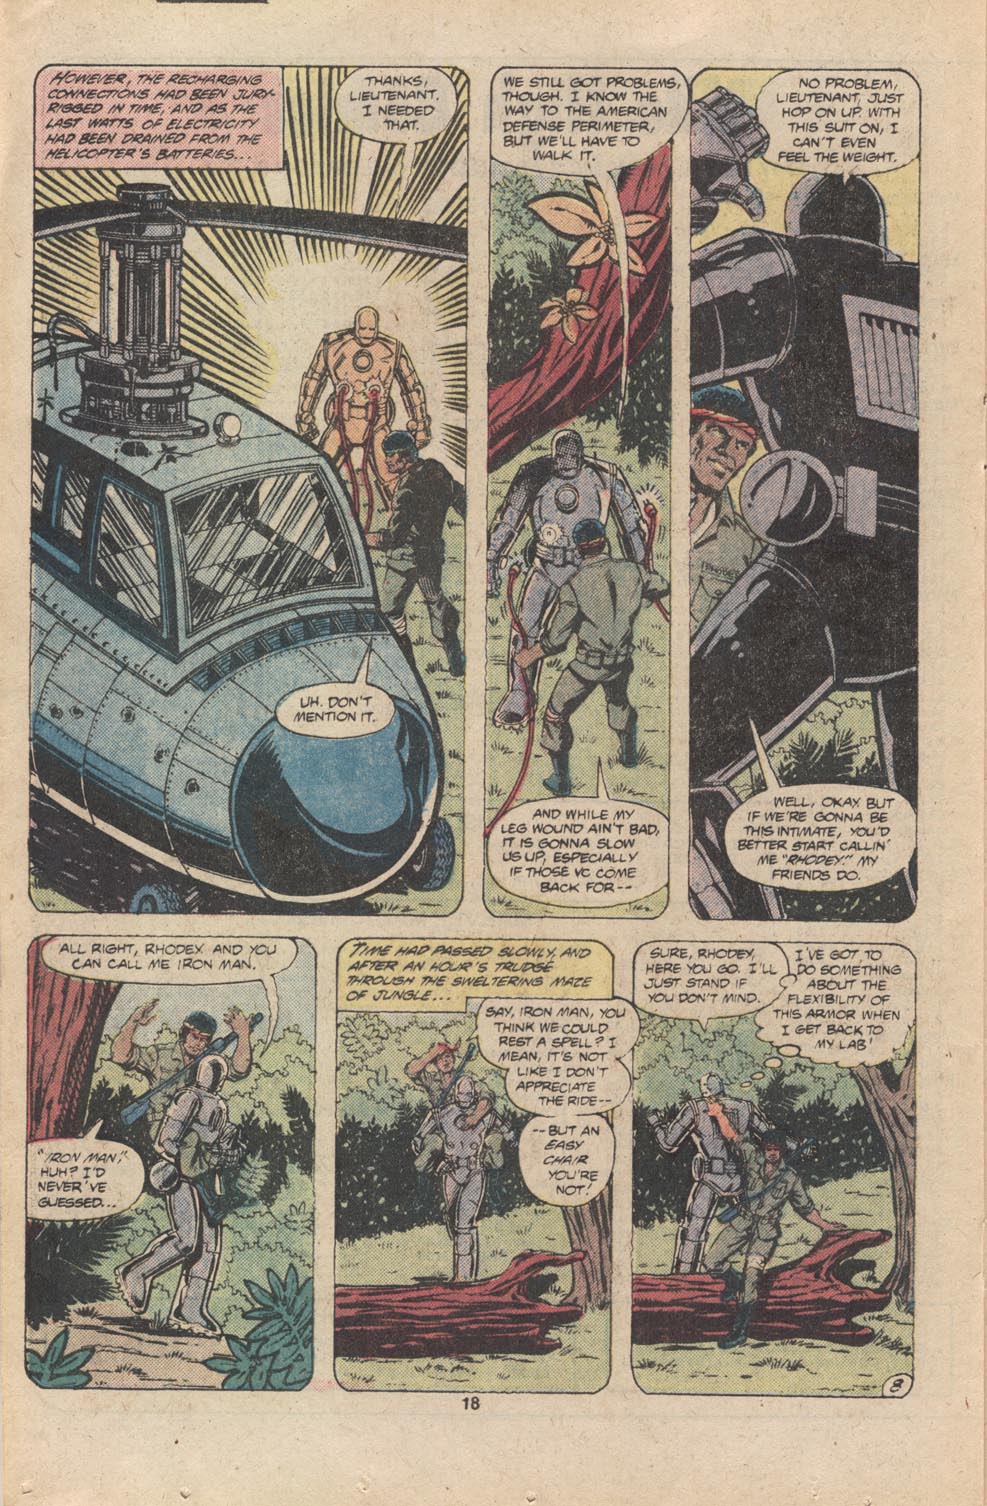 HOWEVER, THE RECHARGING
CONNECTIONS HAD BEEN JURY-
RIGGED IN TIME, AND AS THE
LAST WATTS OF ELECTRICITY
HAD BEEN DRAINED FROM THE
HELICOPTER'S BATTERIES...
THANKS,
LIEUTENANT.
I NEEDED
THAT.
UH. DON'T
MENTION IT.
WE STILL GOT PROBLEMS,
THOUGH. I KNOW THE
WAY TO THE AMERICAN
DEFENSE PERIMETER,
BUT WE'LL HAVE TO
WALK IT.
AND WHILE MY
LEG WOUND AIN'T BAD,
IT IS GONNA SLOW
US UP, ESPECIALLY
IF THOSE VC COME
BACK FOR--
NO PROBLEM,
LIEUTENANT, JUST
HOP ON UP. WITH
THIS SUIT ON, I
CAN'T EVEN
FEEL THE WEIGHT.
RHODES
WELL, OKAY. BUT
IF WE'RE GONNA BE
THIS INTIMATE, YOU'D
BETTER START CALLIN'
ME "RHODEY." MY
FRIENDS DO.
ALL RIGHT, RHODEY. AND YOU
CAN CALL ME IRON MAN.
"IRON MAN,"
HUH? I'D
NEVER'VE
GUESSED...
TIME HAD PASSED SLOWLY, AND
AFTER AN HOUR'S TRUDGE
THROUGH THE SWELTERING MAZE
OF JUNGLE...
SAY, IRON MAN, YOU
THINK WE COULD
REST A SPELL? I
MEAN, IT'S NOT
LIKE I DON'T
APPRECIATE
THE RIDE--
--BUT AN
EASY
CHAIR
YOU'RE
NOT!
SURE, RHODEY,
HERE YOU GO. I'LL
JUST STAND IF
YOU DON'T MIND.
I'VE GOT TO
DO SOMETHING
ABOUT THE
FLEXIBILITY OF
THIS ARMOR WHEN
I GET BACK TO
MY LAB!
8
18